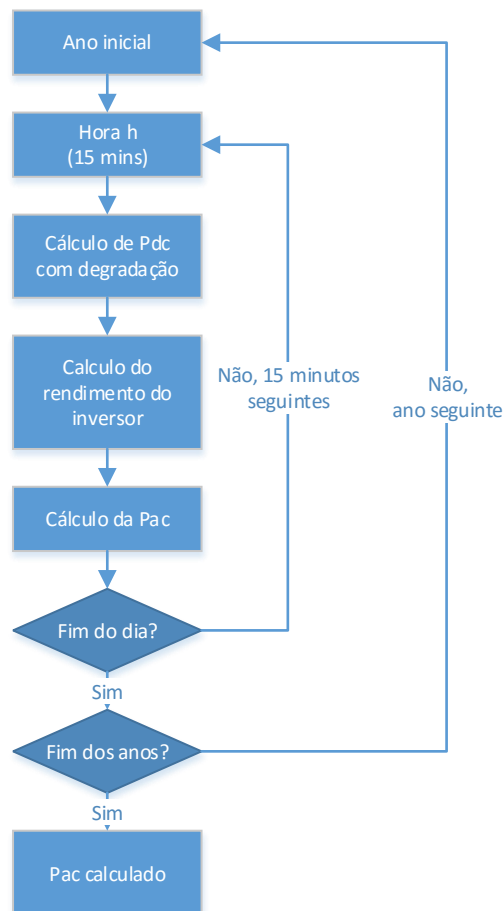 Ano inicial
Hora h
(15 mins)
Cálculo de Pdc
com degradação
Calculo do
rendimento do
inversor
Não, 15 minutos
seguintes
Não,
ano seguinte
Cálculo da Pac
Fim do dia?
Sim
Fim dos anos?
Sim
Pac calculado